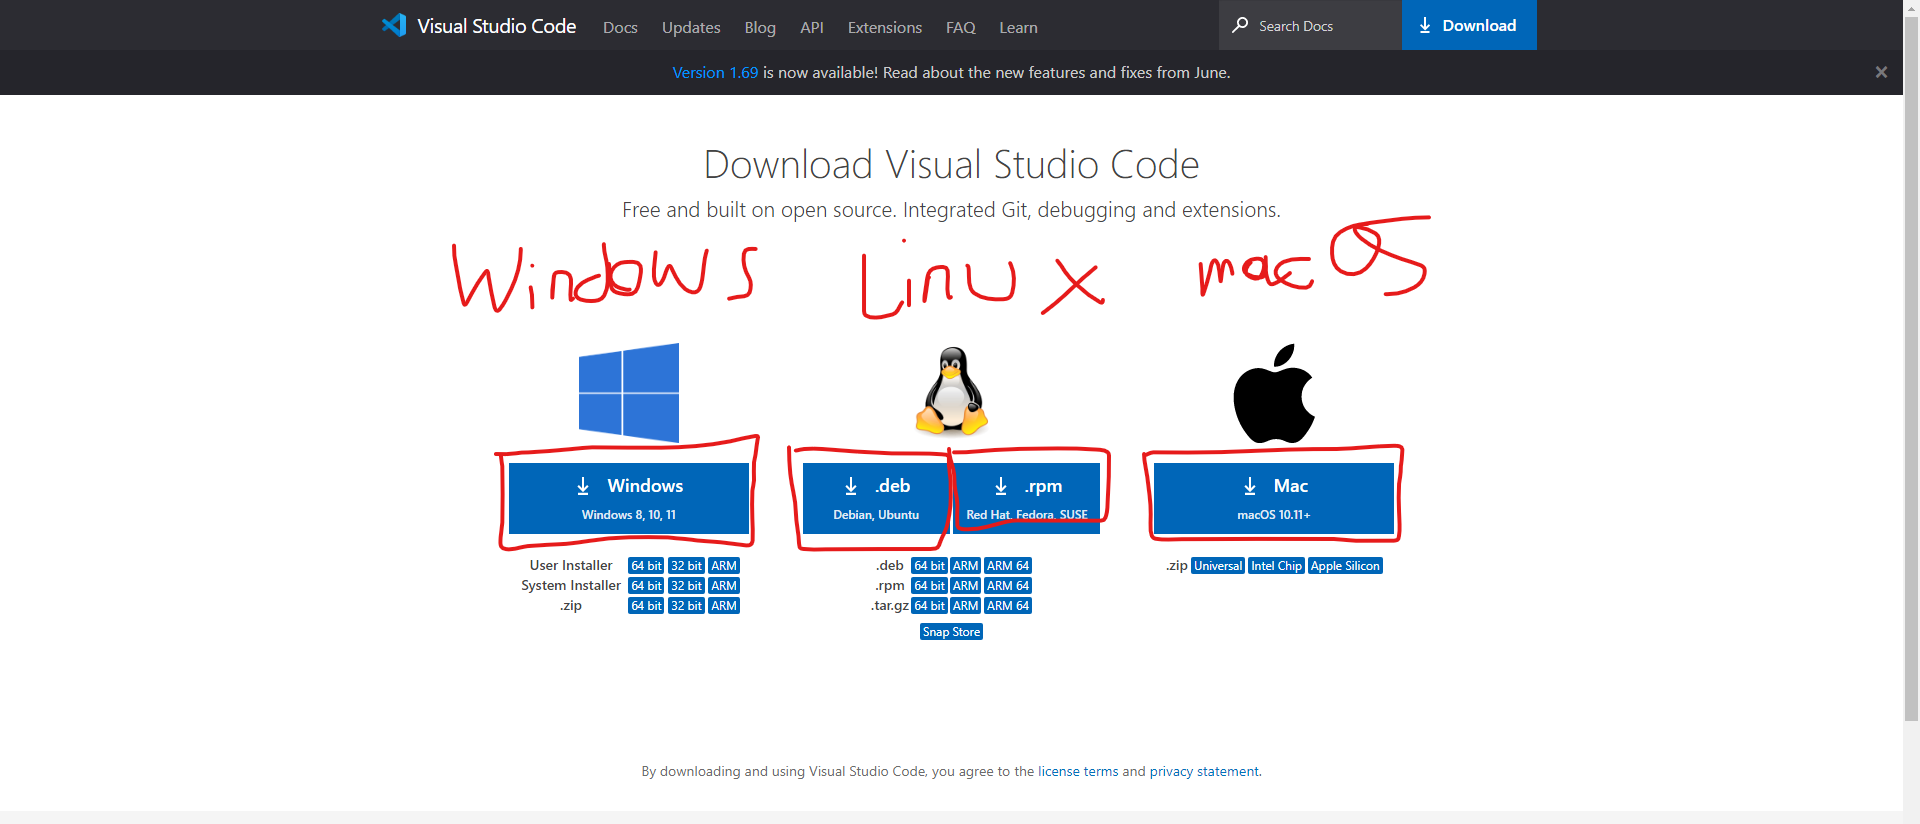 Visual Studio Code Docs Updates Blog API Extensions FAQ Learn Search Docs Download
Version 1.69 is now available! Read about the new features and fixes from June.
Download Visual Studio Code
Free and built on open source. Integrated Git, debugging and extensions.
Windows Linux macOS
Windows
Windows 8, 10, 11
User Installer 64 bit 32 bit ARM
System Installer 64 bit 32 bit ARM
.zip 64 bit 32 bit ARM
.deb
Debian, Ubuntu
.rpm
Red Hat, Fedora, SUSE
.deb 64 bit ARM ARM 64
.rpm 64 bit ARM ARM 64
.tar.gz 64 bit ARM ARM 64
Snap Store
Mac
macOS 10.11+
.zip Universal Intel Chip Apple Silicon
By downloading and using Visual Studio Code, you agree to the license terms and privacy statement.